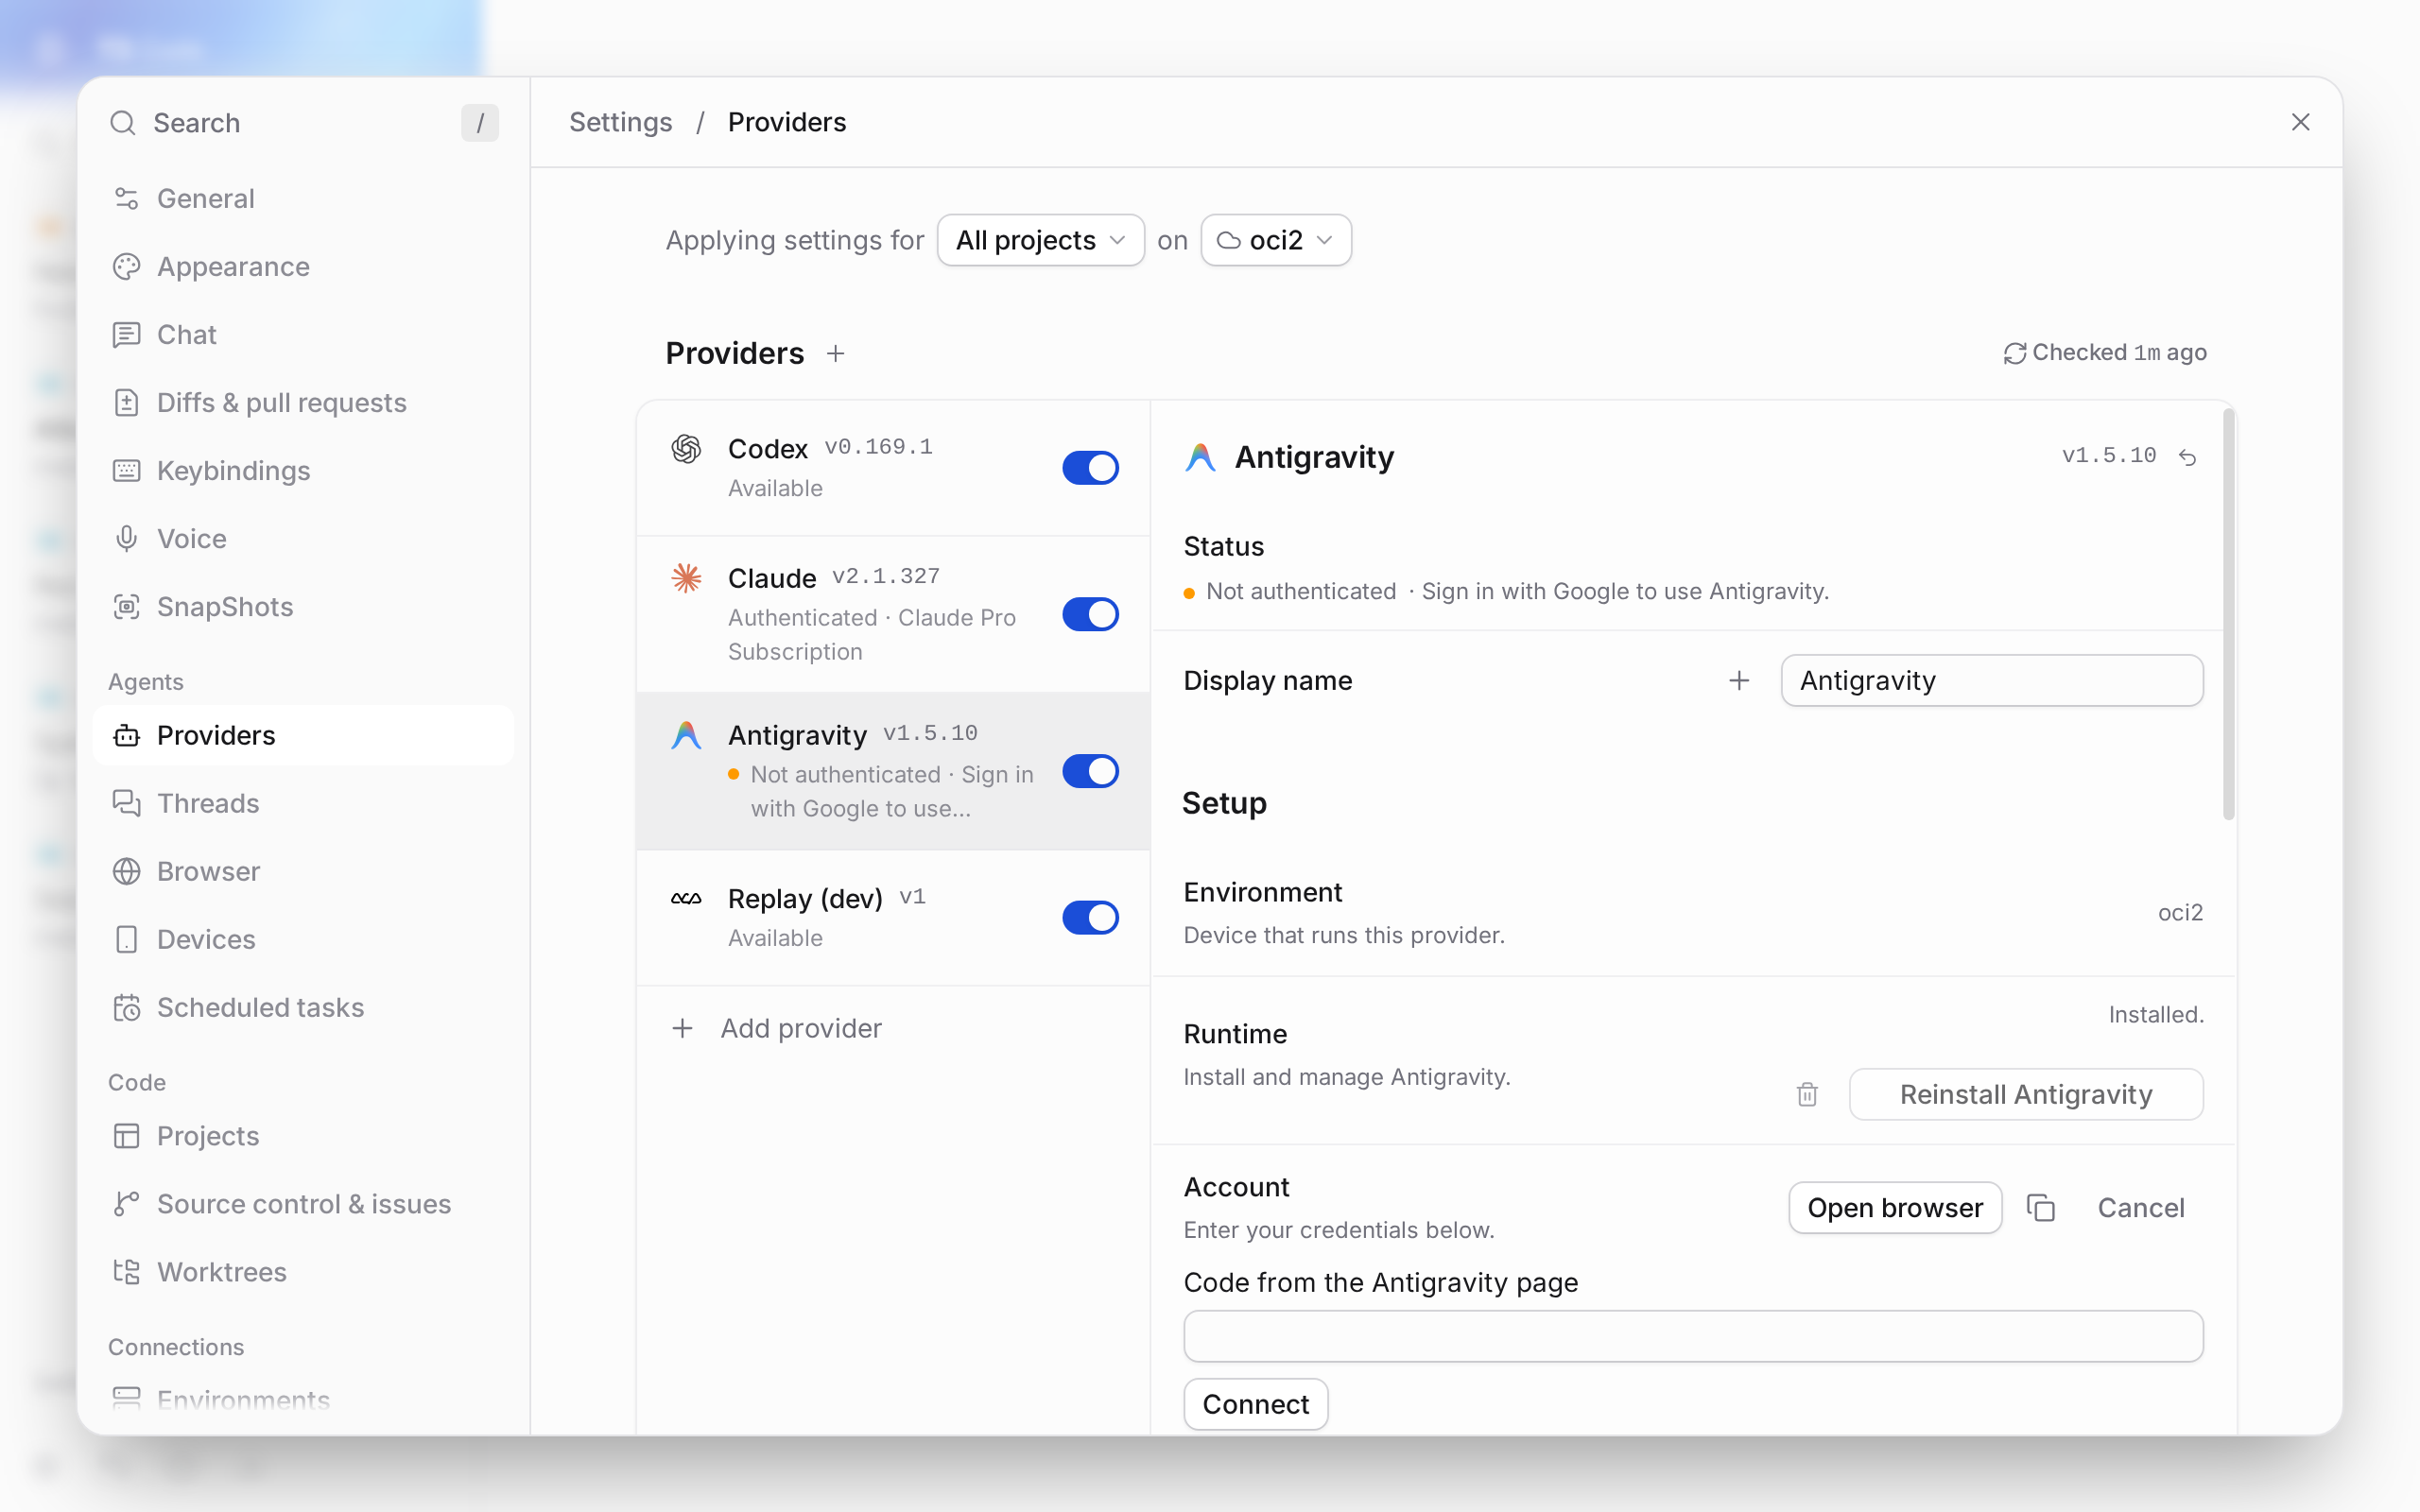 Search /
General
Appearance
Chat
Diffs & pull requests
Keybindings
Voice
SnapShots
Agents
Providers
Threads
Browser
Devices
Scheduled tasks
Code
Projects
Source control & issues
Worktrees
Connections
Environments
Settings / Providers
Applying settings for All projects on oci2
Providers
Checked 1m ago
Codex v0.169.1
Available
Claude v2.1.327
Authenticated · Claude Pro
Subscription
Antigravity v1.5.10
Not authenticated · Sign in
with Google to use...
Replay (dev) v1
Available
Add provider
Antigravity v1.5.10
Status
Not authenticated · Sign in with Google to use Antigravity.
Display name Antigravity
Setup
Environment
Device that runs this provider.
oci2
Runtime
Install and manage Antigravity.
Installed.
Reinstall Antigravity
Account
Enter your credentials below.
Open browser Cancel
Code from the Antigravity page
Connect